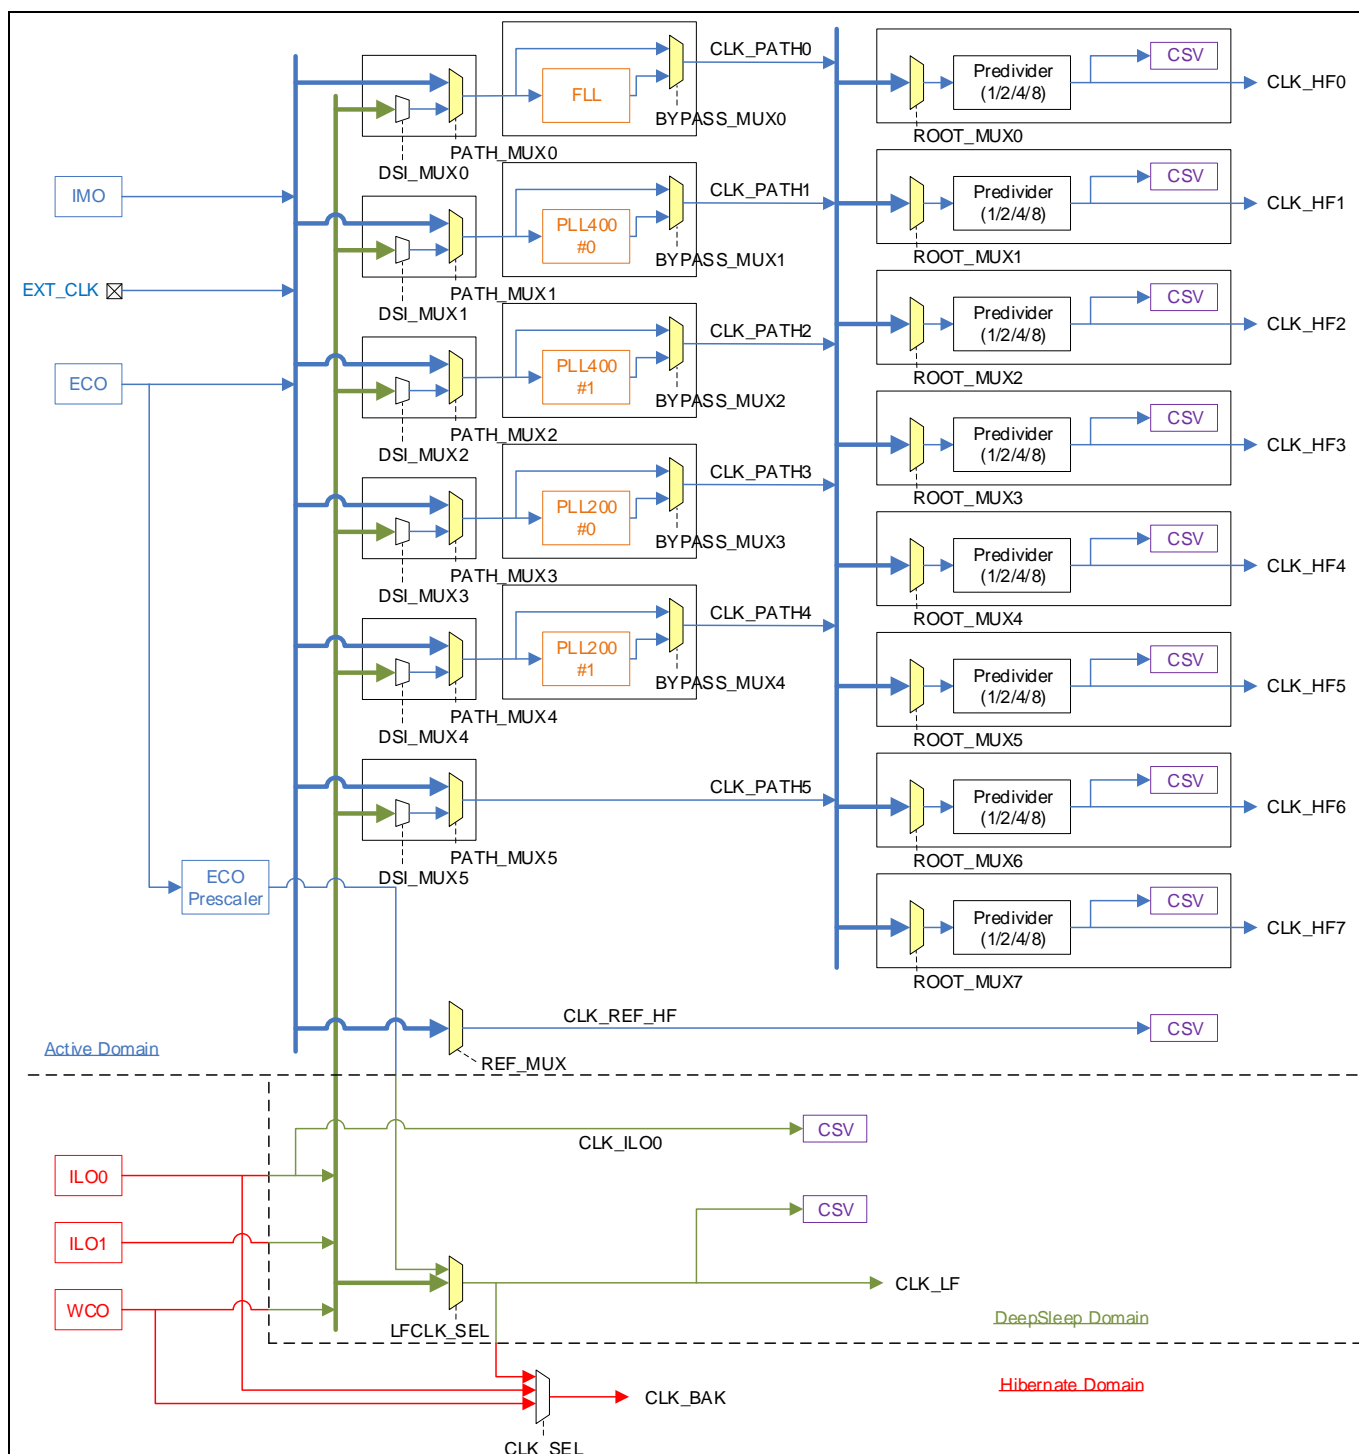 CLK_PATH0
CSV
FLL
Predivider
(1/2/4/8)
CLK_HF0
BYPASS_MUX0
ROOT_MUX0
PATH_MUX0
DSI_MUX0
IMO
CLK_PATH1
CSV
PLL400
#0
Predivider
(1/2/4/8)
CLK_HF1
BYPASS_MUX1
ROOT_MUX1
EXT_CLK
PATH_MUX1
DSI_MUX1
CLK_PATH2
CSV
PLL400
#1
Predivider
(1/2/4/8)
CLK_HF2
ECO
BYPASS_MUX2
ROOT_MUX2
PATH_MUX2
DSI_MUX2
CLK_PATH3
CSV
PLL200
#0
Predivider
(1/2/4/8)
CLK_HF3
BYPASS_MUX3
ROOT_MUX3
PATH_MUX3
DSI_MUX3
CLK_PATH4
CSV
PLL200
#1
Predivider
(1/2/4/8)
CLK_HF4
BYPASS_MUX4
ROOT_MUX4
PATH_MUX4
DSI_MUX4
CSV
Predivider
(1/2/4/8)
CLK_HF5
ROOT_MUX5
CLK_PATH5
PATH_MUX5
DSI_MUX5
CSV
Predivider
(1/2/4/8)
CLK_HF6
ROOT_MUX6
ECO
Prescaler
CSV
Predivider
(1/2/4/8)
CLK_HF7
ROOT_MUX7
CLK_REF_HF
CSV
REF_MUX
Active Domain
CSV
CLK_ILO0
ILO0
CSV
ILO1
CLK_LF
WCO
LFCLK_SEL
DeepSleep Domain
CLK_BAK
Hibernate Domain
CLK_SEL